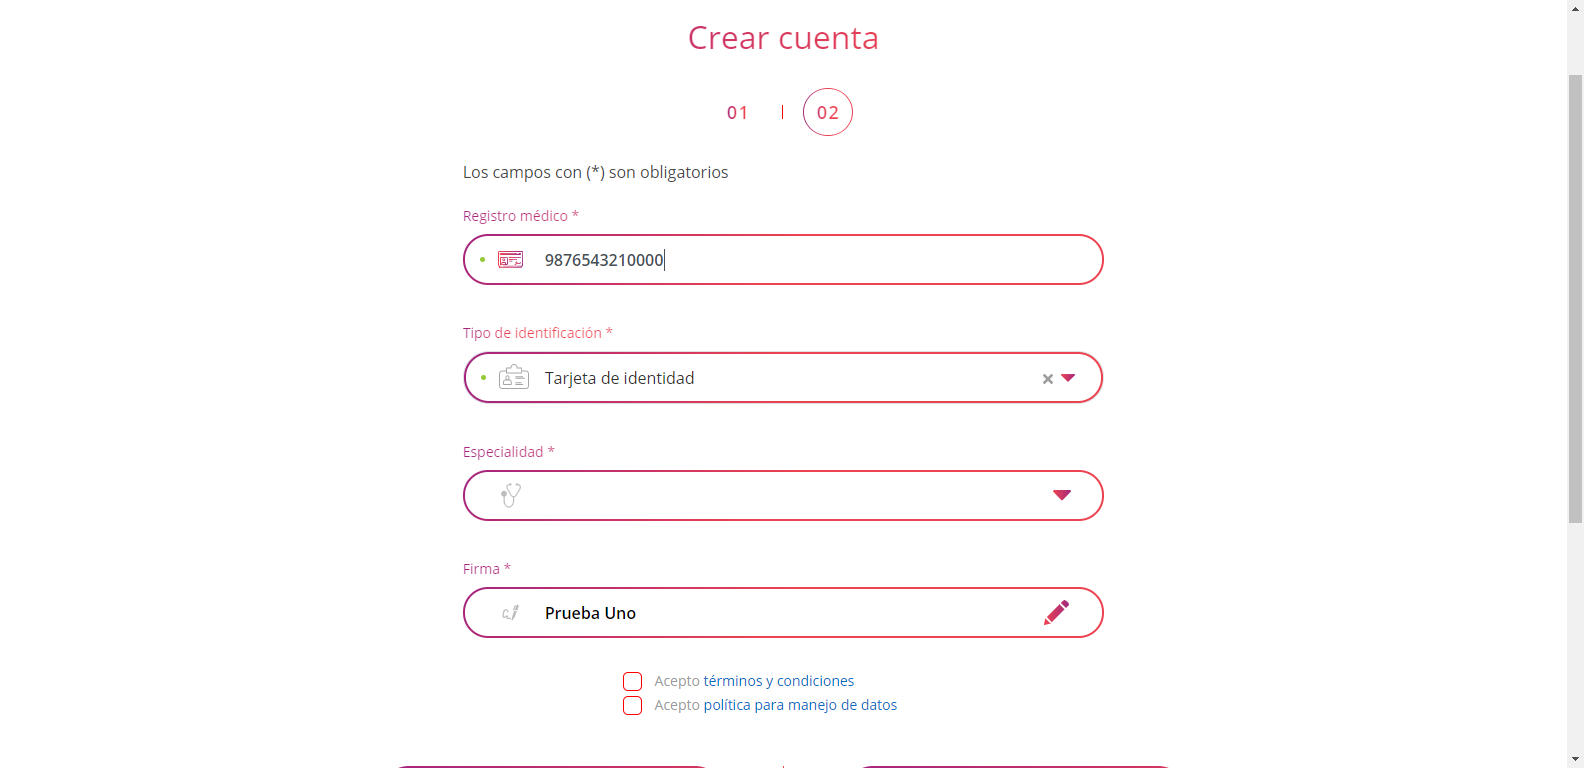 Crear cuenta
01 | 02
Los campos con (*) son obligatorios
Registro médico *
9876543210000
Tipo de identificación *
Tarjeta de identidad
Especialidad *
Firma *
Prueba Uno
Acepto términos y condiciones
Acepto política para manejo de datos